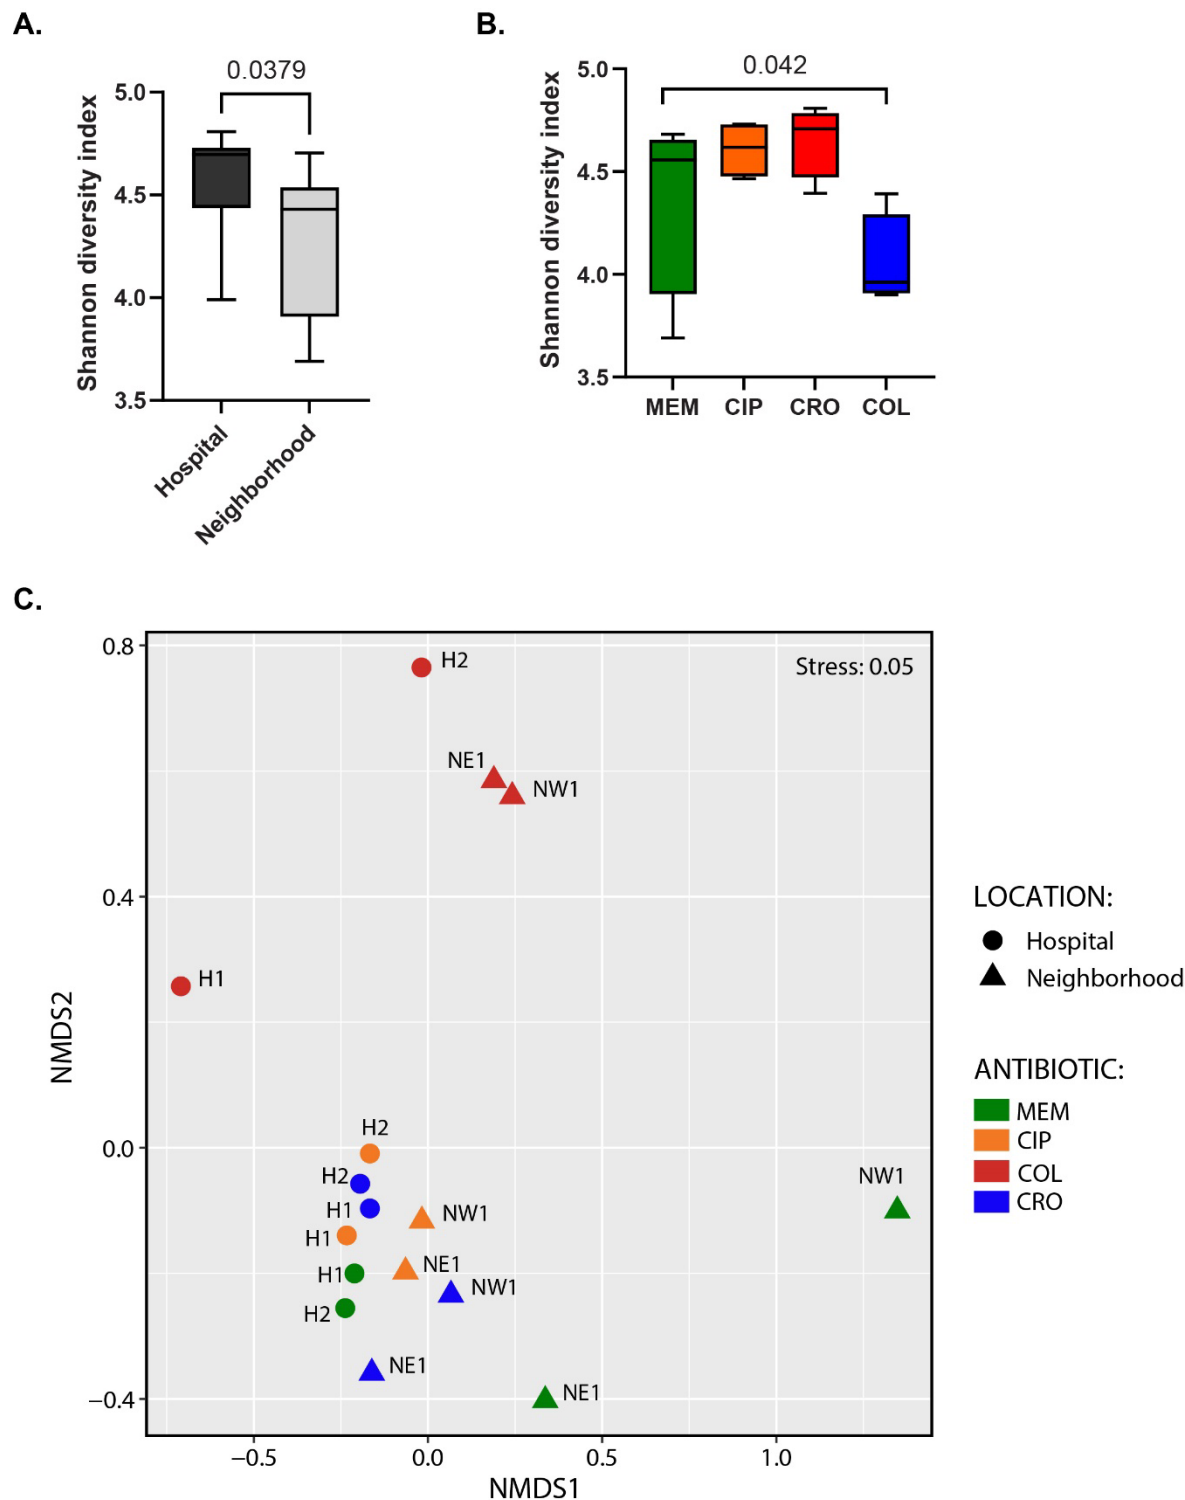 A.
0.0379
Shannon diversity index
5.0
4.5
4.0
3.5
Hospital
Neighborhood
B.
0.042
Shannon diversity index
5.0
4.5
4.0
3.5
MEM CIP CRO COL
C.
Stress: 0.05
NMDS2
0.8
0.4
0.0
−0.4
H2
NE1
NW1
H1
H2
H2
H1
NW1
H1
NE1
H1
NW1
H2
NE1
NE1
NW1
−0.5 0.0 0.5 1.0
NMDS1
LOCATION:
Hospital
Neighborhood
ANTIBIOTIC:
MEM
CIP
COL
CRO